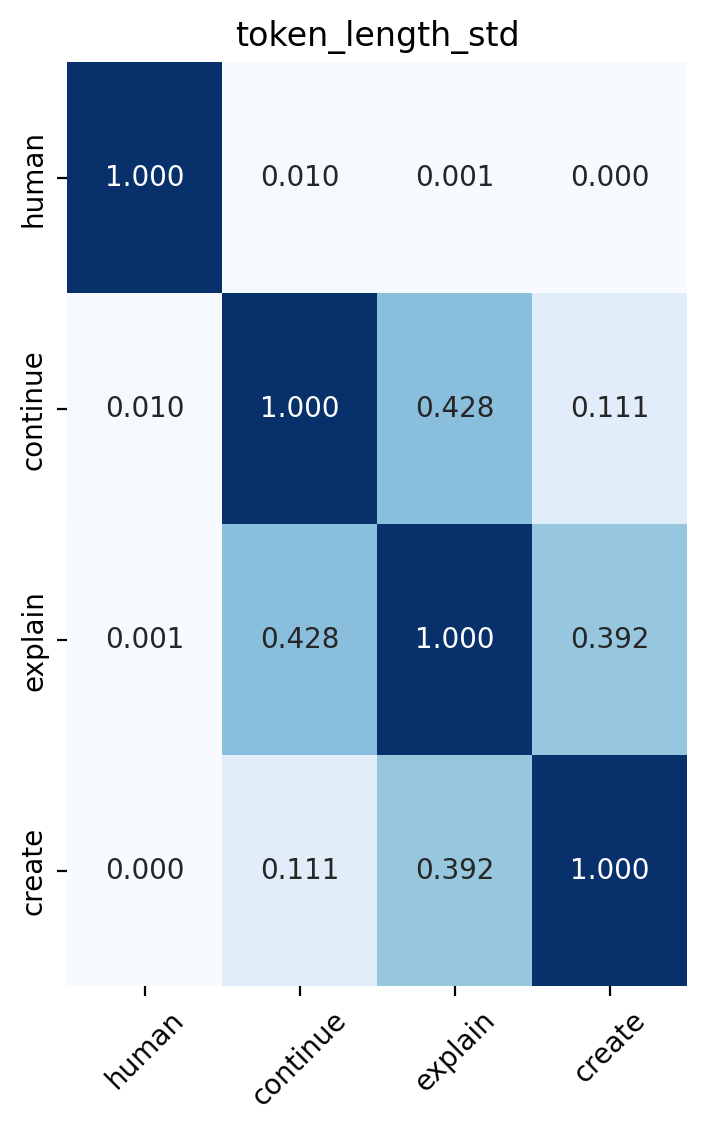 token_length_std
human
1.000 0.010 0.001 0.000
continue
0.010 1.000 0.428 0.111
explain
0.001 0.428 1.000 0.392
create
0.000 0.111 0.392 1.000
human continue explain create